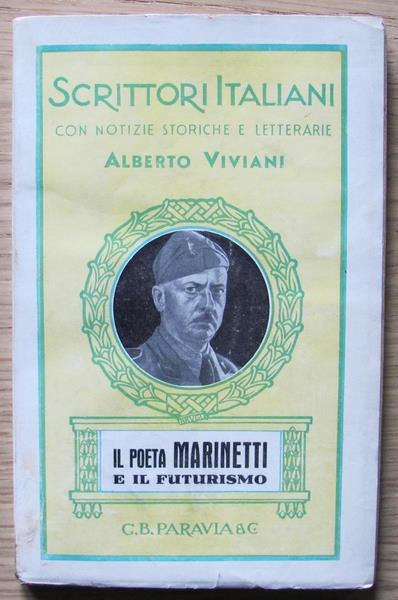 SCRITTORI ITALIANI
CON NOTIZIE STORICHE E LETTERARIE
ALBERTO VIVIANI
IL POETA MARINETTI
E IL FUTURISMO
G.B. PARAVIA & C.